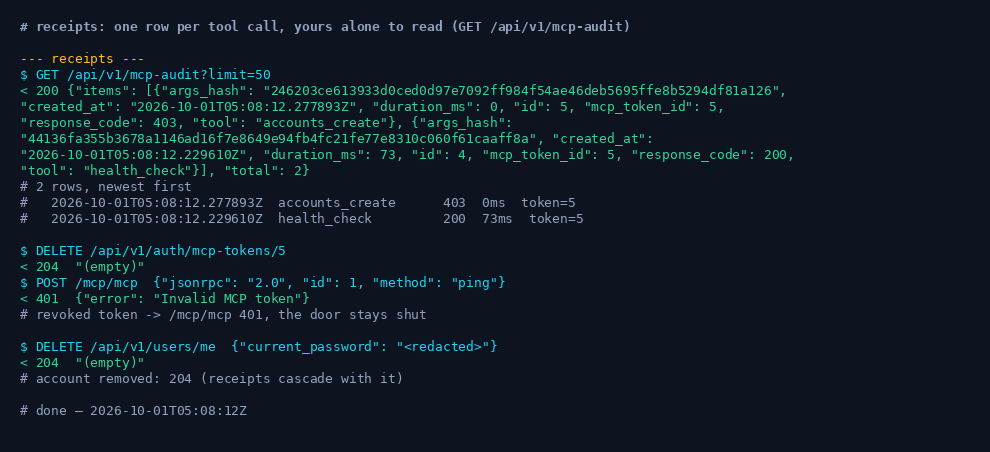 # receipts: one row per tool call, yours alone to read (GET /api/v1/mcp-audit)
--- receipts ---
$ GET /api/v1/mcp-audit?limit=50
< 200 {"items": [{"args_hash": "246203ce613933d0ced0d97e7092ff984f54ae46deb5695ffe8b5294df81a126",
"created_at": "2026-10-01T05:08:12.277893Z", "duration_ms": 0, "id": 5, "mcp_token_id": 5,
"response_code": 403, "tool": "accounts_create"}, {"args_hash":
"44136fa355b3678a1146ad16f7e8649e94fb4fc21fe77e8310c060f61caaff8a", "created_at":
"2026-10-01T05:08:12.229610Z", "duration_ms": 73, "id": 4, "mcp_token_id": 5, "response_code": 200,
"tool": "health_check"}], "total": 2}
# 2 rows, newest first
#   2026-10-01T05:08:12.277893Z  accounts_create      403  0ms  token=5
#   2026-10-01T05:08:12.229610Z  health_check         200  73ms  token=5
$ DELETE /api/v1/auth/mcp-tokens/5
< 204  "(empty)"
$ POST /mcp/mcp  {"jsonrpc": "2.0", "id": 1, "method": "ping"}
< 401  {"error": "Invalid MCP token"}
# revoked token -> /mcp/mcp 401, the door stays shut
$ DELETE /api/v1/users/me  {"current_password": "<redacted>"}
< 204  "(empty)"
# account removed: 204 (receipts cascade with it)
# done — 2026-10-01T05:08:12Z